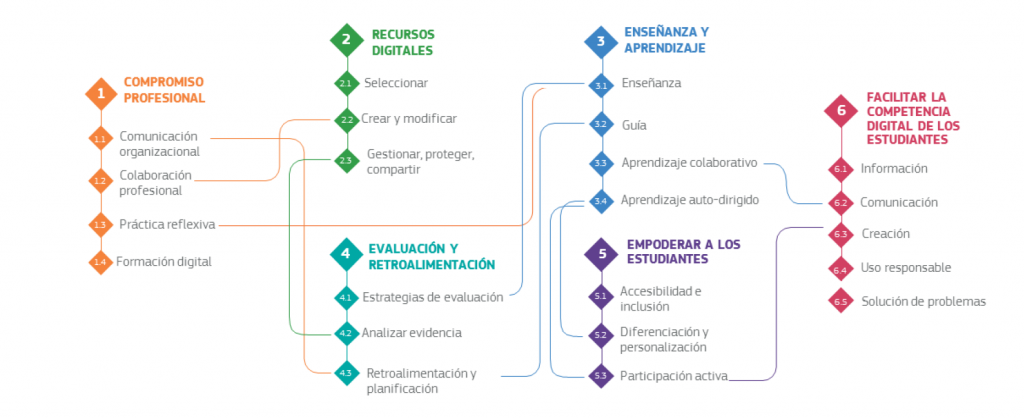 1
COMPROMISO
PROFESIONAL
1.1 Comunicación
organizacional
1.2 Colaboración
profesional
1.3 Práctica reflexiva
1.4 Formación digital
2
RECURSOS
DIGITALES
2.1 Seleccionar
2.2 Crear y modificar
2.3 Gestionar, proteger,
compartir
3
ENSEÑANZA Y
APRENDIZAJE
3.1 Enseñanza
3.2 Guía
3.3 Aprendizaje colaborativo
3.4 Aprendizaje auto-dirigido
4
EVALUACIÓN Y
RETROALIMENTACIÓN
4.1 Estrategias de evaluación
4.2 Analizar evidencia
4.3 Retroalimentación y
planificación
5
EMPODERAR A LOS
ESTUDIANTES
5.1 Accesibilidad e
inclusión
5.2 Diferenciación y
personalización
5.3 Participación activa
6
FACILITAR LA
COMPETENCIA
DIGITAL DE LOS
ESTUDIANTES
6.1 Información
6.2 Comunicación
6.3 Creación
6.4 Uso responsable
6.5 Solución de problemas